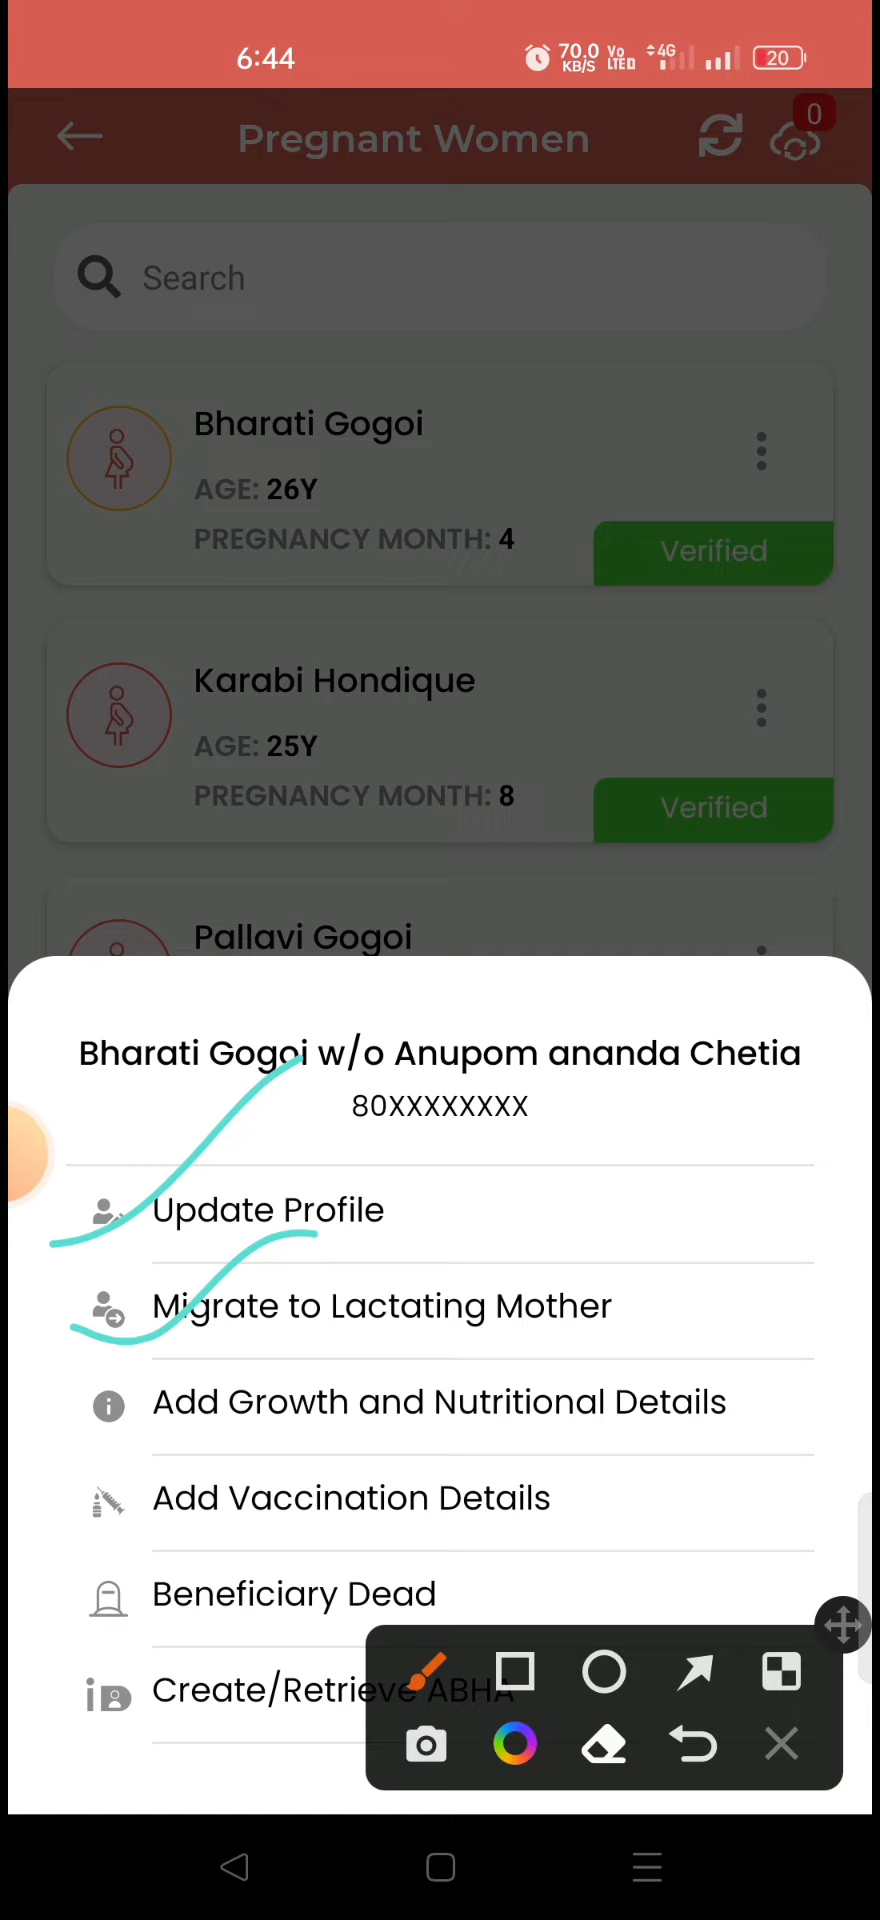 6:44 70.0 KB/S Vo LTED 4G 20
Pregnant Women 0
Search
Bharati Gogoi
AGE: 26Y
PREGNANCY MONTH: 4
Verified
Karabi Hondique
AGE: 25Y
PREGNANCY MONTH: 8
Verified
Pallavi Gogoi
Bharati Gogoi w/o Anupom ananda Chetia
80XXXXXXXX
Update Profile
Migrate to Lactating Mother
Add Growth and Nutritional Details
Add Vaccination Details
Beneficiary Dead
Create/Retrieve ABHA